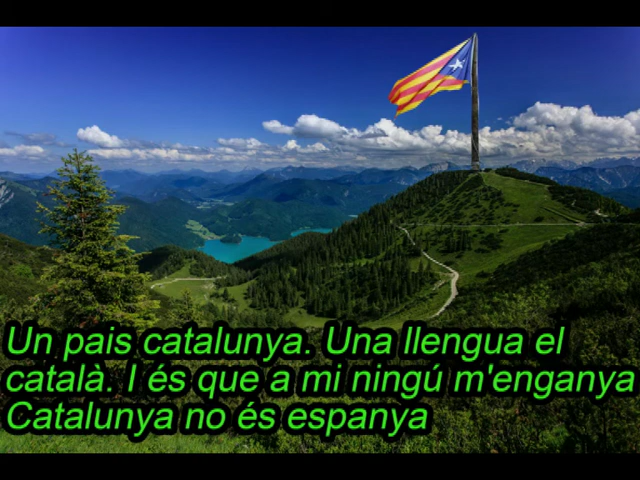 Un pais catalunya. Una llengua el
català. I és que a mi ningú m'enganya
Catalunya no és espanya